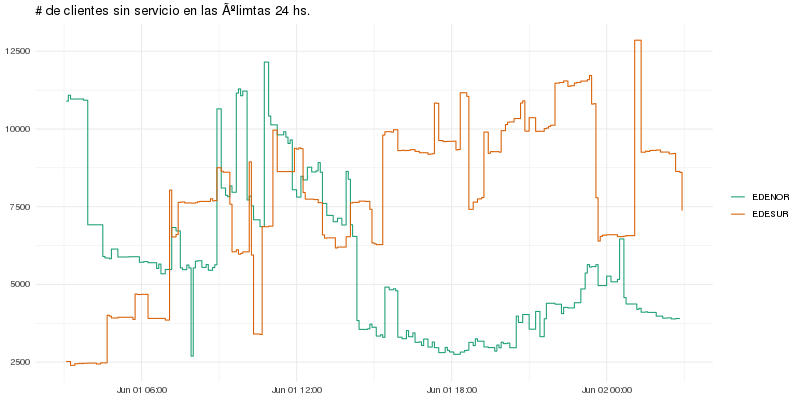 # de clientes sin servicio en las Ãºlimtas 24 hs.
12500
10000
7500
5000
2500
Jun 01 06:00
Jun 01 12:00
Jun 01 18:00
Jun 02 00:00
EDENOR
EDESUR